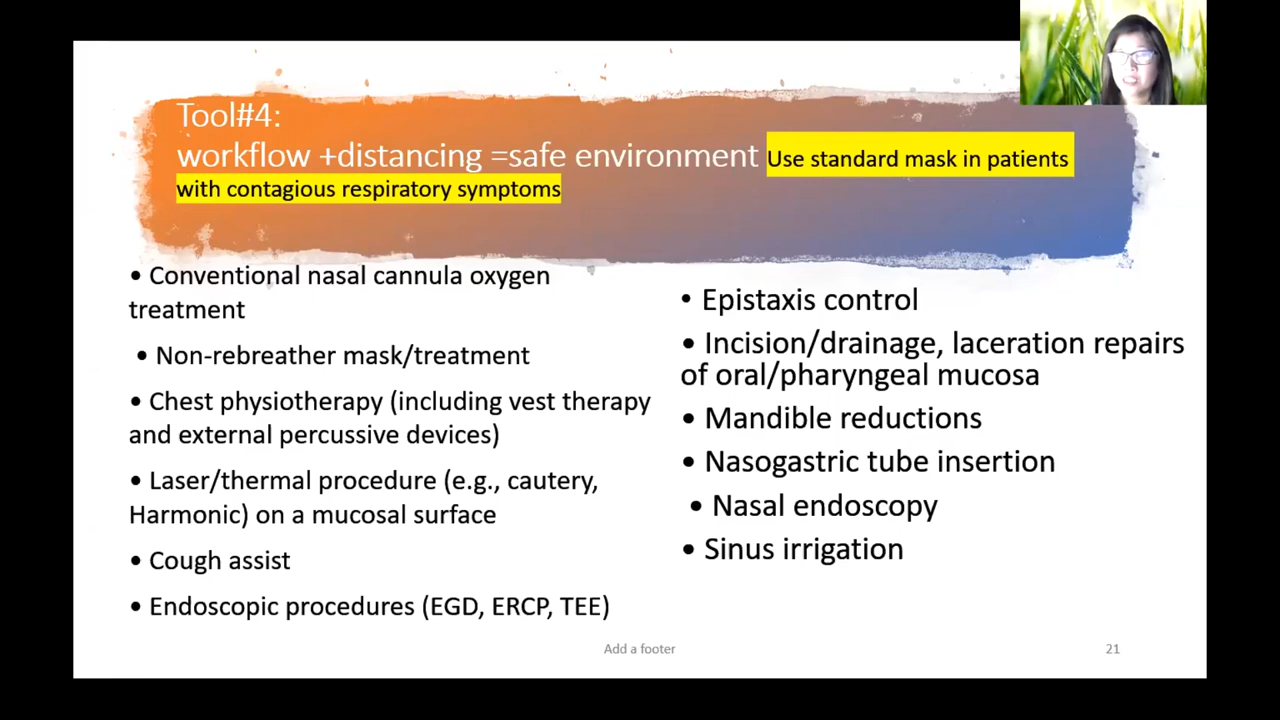 Tool#4:
workflow +distancing =safe environment Use standard mask in patients
with contagious respiratory symptoms
• Conventional nasal cannula oxygen
treatment
• Non-rebreather mask/treatment
• Chest physiotherapy (including vest therapy
and external percussive devices)
• Laser/thermal procedure (e.g., cautery,
Harmonic) on a mucosal surface
• Cough assist
• Endoscopic procedures (EGD, ERCP, TEE)
• Epistaxis control
• Incision/drainage, laceration repairs
of oral/pharyngeal mucosa
• Mandible reductions
• Nasogastric tube insertion
• Nasal endoscopy
• Sinus irrigation
Add a footer
21